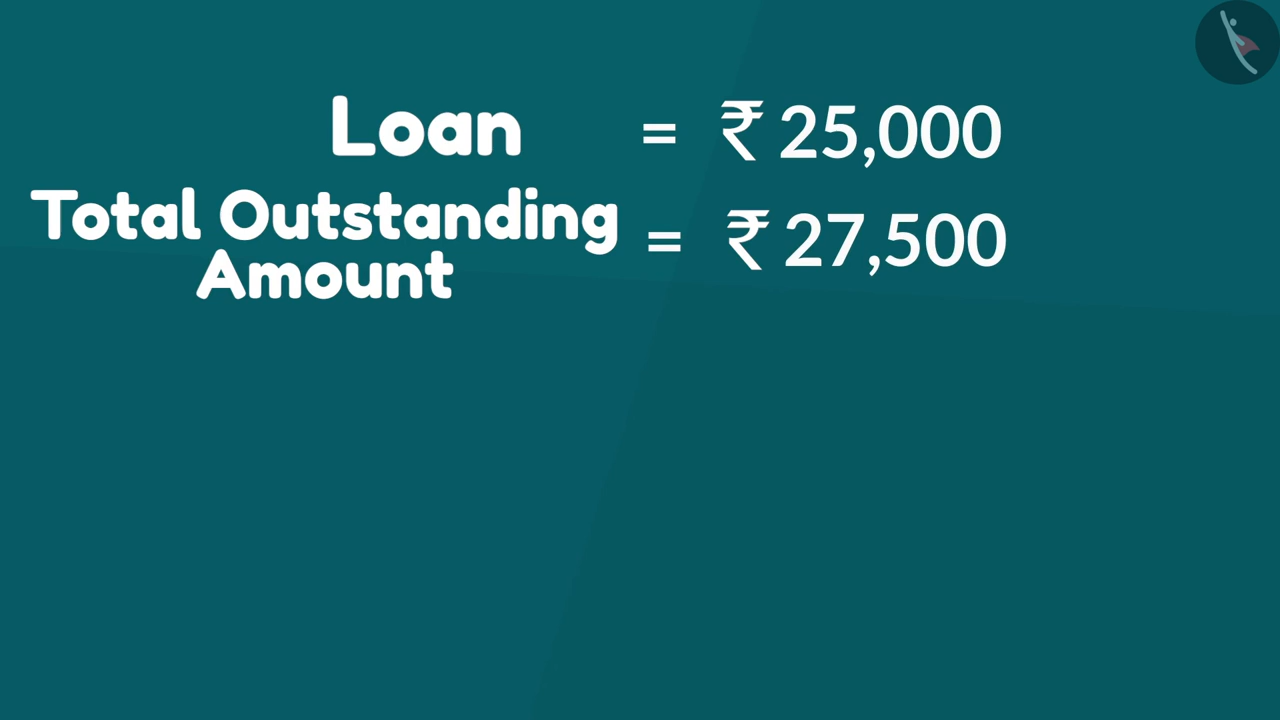 Loan = ₹ 25,000
Total Outstanding = ₹ 27,500
Amount